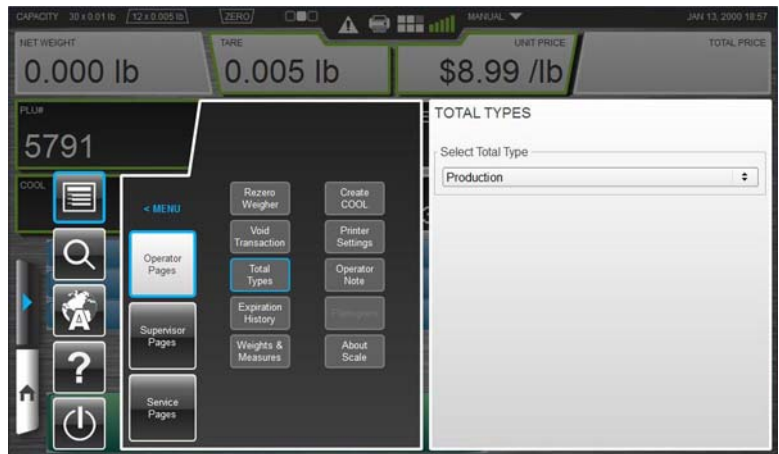 CAPACITY 30 x 0.01 lb 12 x 0.005 lb ZERO MANUAL JAN 13, 2000 18:57
NET WEIGHT TARE UNIT PRICE TOTAL PRICE
0.000 lb 0.005 lb $8.99 /lb
PLU#
5791
COOL
< MENU
Operator
Pages
Supervisor
Pages
Service
Pages
Rezero
Weigher
Create
COOL
Void
Transaction
Printer
Settings
Total
Types
Operator
Note
Expiration
History
Weights &
Measures
About
Scale
A
?
TOTAL TYPES
Select Total Type
Production